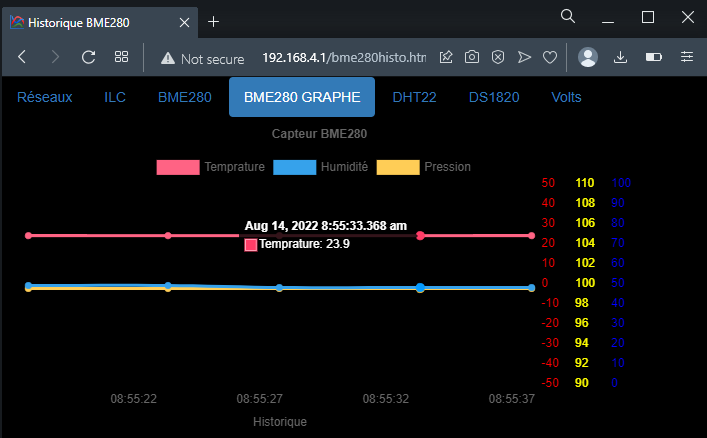 Historique BME280
Not secure 192.168.4.1/bme280histo.htm
Réseaux ILC BME280 BME280 GRAPHE DHT22 DS1820 Volts
Capteur BME280
Temprature Humidité Pression
50 110 100
40 108 90
30 106 80
Aug 14, 2022 8:55:33.368 am
20 104 70
Temprature: 23.9
10 102 60
0 100 50
-10 98 40
-20 96 30
-30 94 20
-40 92 10
-50 90 0
08:55:22 08:55:27 08:55:32 08:55:37
Historique